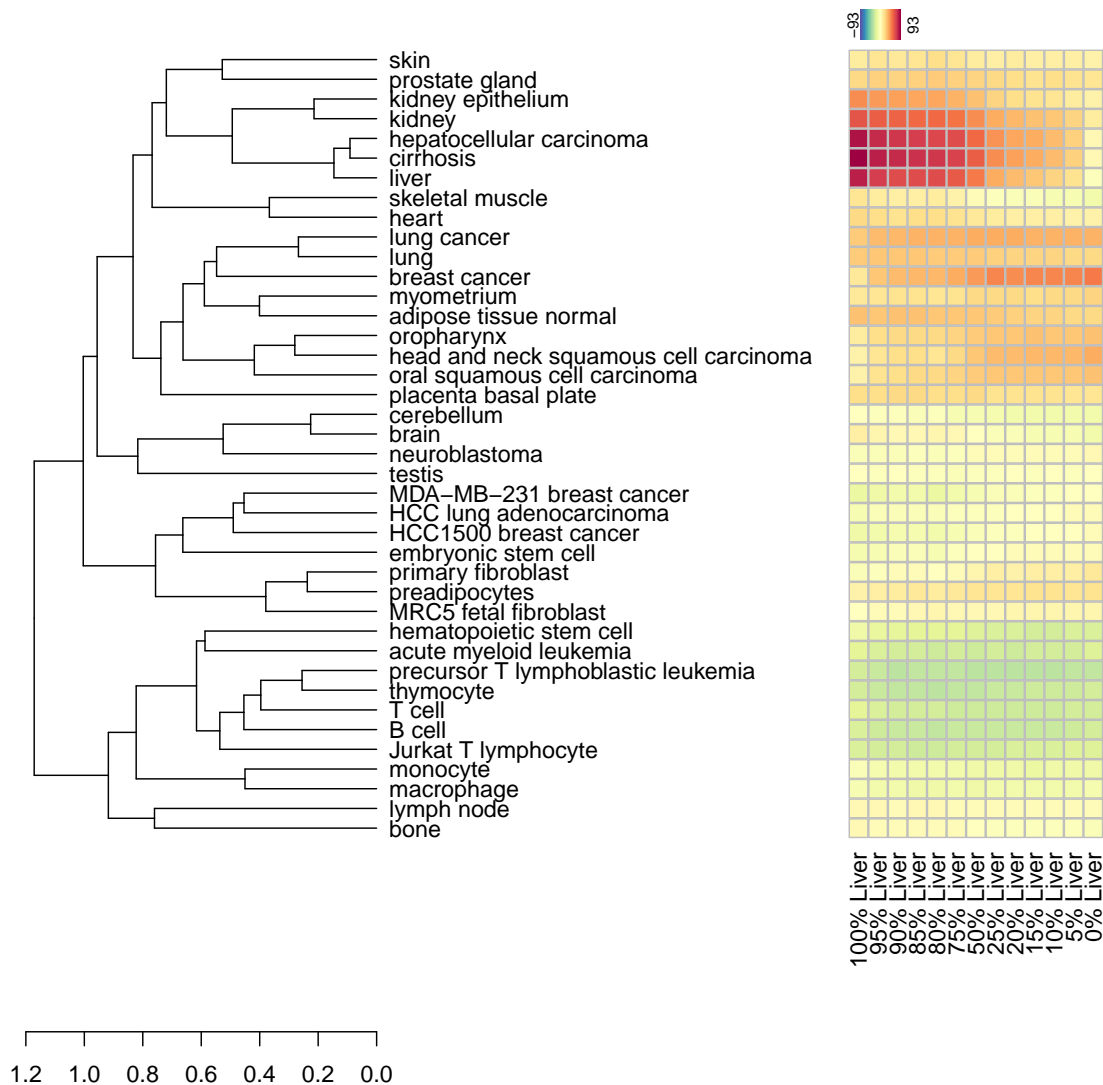 −93
93
skin
prostate gland
kidney epithelium
kidney
hepatocellular carcinoma
cirrhosis
liver
skeletal muscle
heart
lung cancer
lung
breast cancer
myometrium
adipose tissue normal
oropharynx
head and neck squamous cell carcinoma
oral squamous cell carcinoma
placenta basal plate
cerebellum
brain
neuroblastoma
testis
MDA−MB−231 breast cancer
HCC lung adenocarcinoma
HCC1500 breast cancer
embryonic stem cell
primary fibroblast
preadipocytes
MRC5 fetal fibroblast
hematopoietic stem cell
acute myeloid leukemia
precursor T lymphoblastic leukemia
thymocyte
T cell
B cell
Jurkat T lymphocyte
monocyte
macrophage
lymph node
bone
100% Liver
95% Liver
90% Liver
85% Liver
80% Liver
75% Liver
50% Liver
25% Liver
20% Liver
15% Liver
10% Liver
5% Liver
0% Liver
1.2 1.0 0.8 0.6 0.4 0.2 0.0